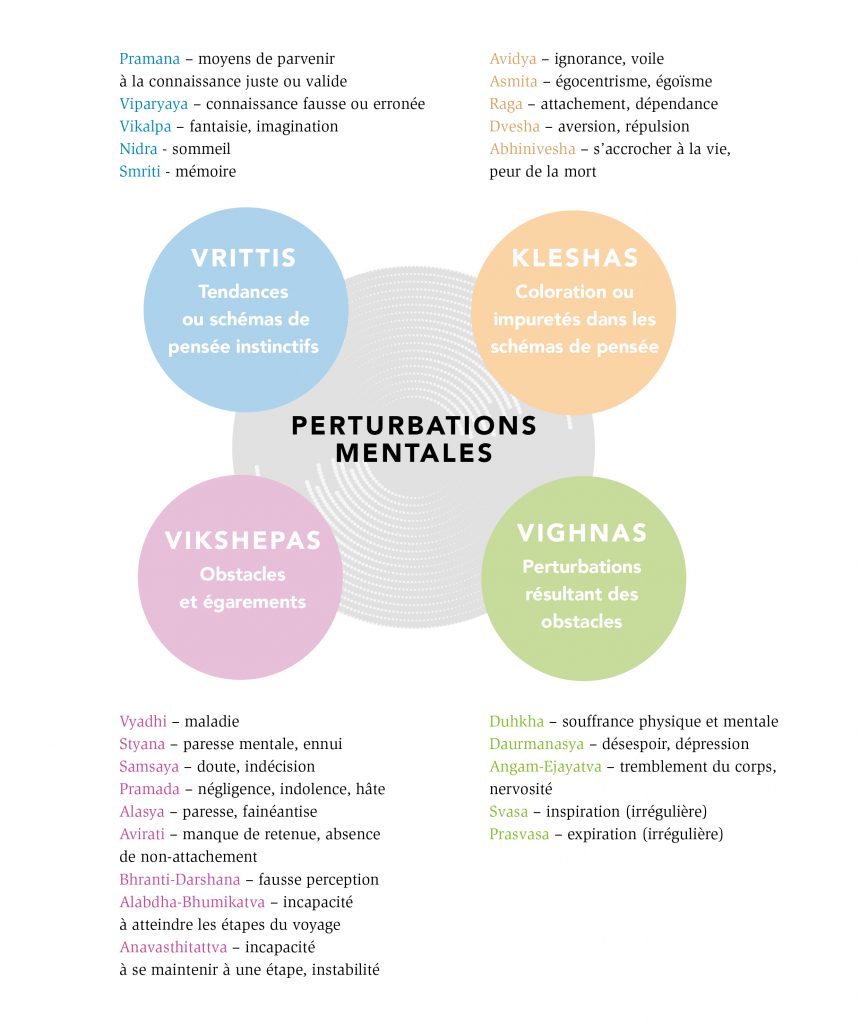 Pramana – moyens de parvenir
à la connaissance juste ou valide
Viparyaya – connaissance fausse ou erronée
Vikalpa – fantaisie, imagination
Nidra - sommeil
Smriti - mémoire
Avidya – ignorance, voile
Asmita – égocentrisme, égoïsme
Raga – attachement, dépendance
Dvesha – aversion, répulsion
Abhinivesha – s’accrocher à la vie,
peur de la mort
VRITTIS
Tendances
ou schémas de
pensée instinctifs
KLESHAS
Coloration ou
impuretés dans les
schémas de pensée
PERTURBATIONS
MENTALES
VIKSHEPAS
Obstacles
et égarements
VIGHNAS
Perturbations
résultant des
obstacles
Vyadhi – maladie
Styana – paresse mentale, ennui
Samsaya – doute, indécision
Pramada – négligence, indolence, hâte
Alasya – paresse, fainéantise
Avirati – manque de retenue, absence
de non-attachement
Bhranti-Darshana – fausse perception
Alabdha-Bhumikatva – incapacité
à atteindre les étapes du voyage
Anavasthitattva – incapacité
à se maintenir à une étape, instabilité
Duhkha – souffrance physique et mentale
Daurmanasya – désespoir, dépression
Angam-Ejayatva – tremblement du corps,
nervosité
Svasa – inspiration (irrégulière)
Prasvasa – expiration (irrégulière)